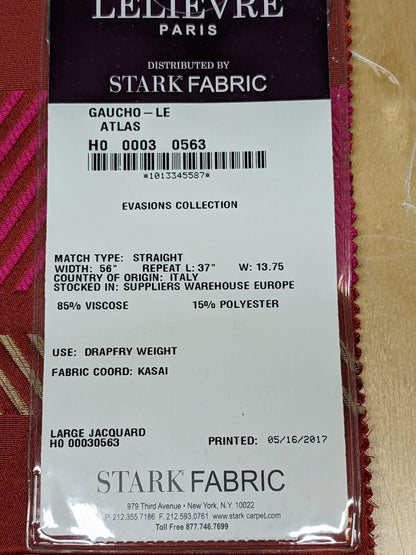 LELIEVRE
PARIS
DISTRIBUTED BY
STARK FABRIC
GAUCHO-LE
ATLAS
H0 0003 0563
*1013345587*
EVASIONS COLLECTION
MATCH TYPE: STRAIGHT
WIDTH: 56" REPEAT L: 37" W: 13.75
COUNTRY OF ORIGIN: ITALY
STOCKED IN: SUPPLIERS WAREHOUSE EUROPE
85% VISCOSE 15% POLYESTER
USE: DRAPFRY WEIGHT
FABRIC COORD: KASAI
LARGE JACQUARD
H0 00030563 PRINTED: 05/16/2017
STARK FABRIC
979 Third Avenue • New York, N.Y. 10022
P. 212.355.7186 F. 212.593.0761 www.starkcarpet.com
Toll Free 877.746.7699